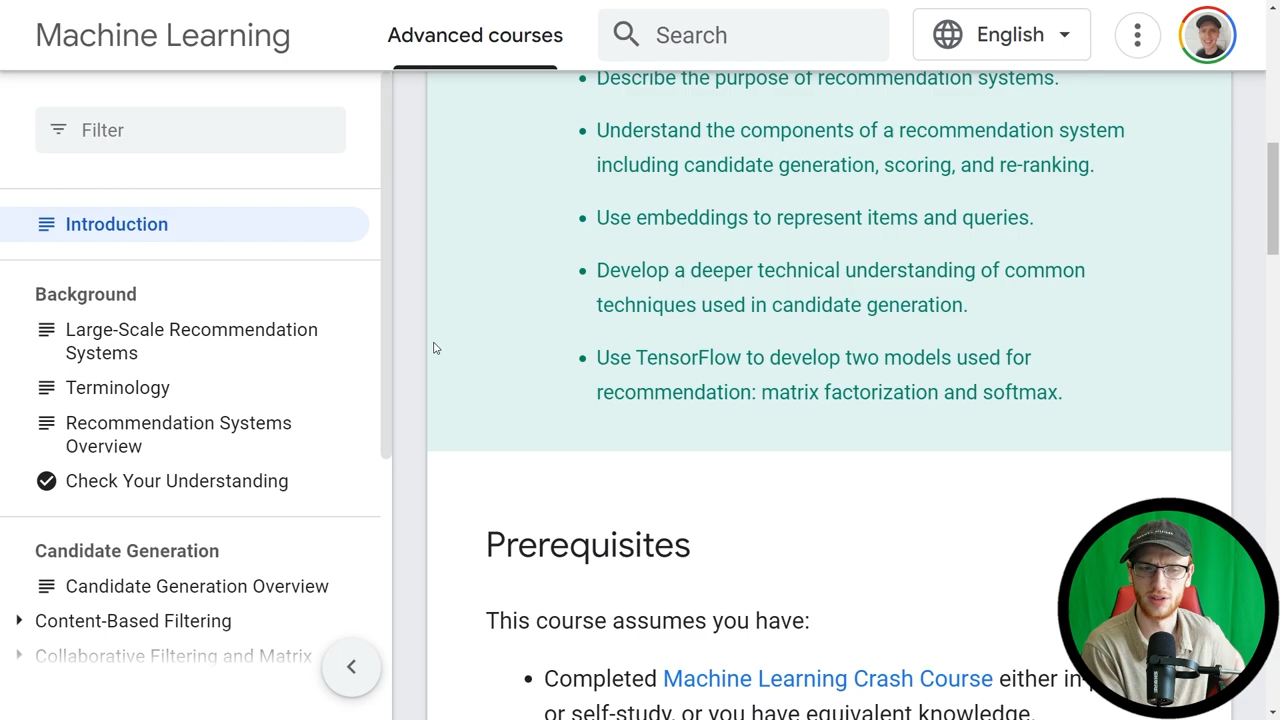 Machine Learning
Advanced courses
Search
English
Filter
Introduction
Background
Large-Scale Recommendation
Systems
Terminology
Recommendation Systems
Overview
Check Your Understanding
Candidate Generation
Candidate Generation Overview
Content-Based Filtering
Collaborative Filtering and Matrix
Describe the purpose of recommendation systems.
Understand the components of a recommendation system
including candidate generation, scoring, and re-ranking.
Use embeddings to represent items and queries.
Develop a deeper technical understanding of common
techniques used in candidate generation.
Use TensorFlow to develop two models used for
recommendation: matrix factorization and softmax.
Prerequisites
This course assumes you have:
Completed Machine Learning Crash Course either in
or self-study, or you have equivalent knowledge.